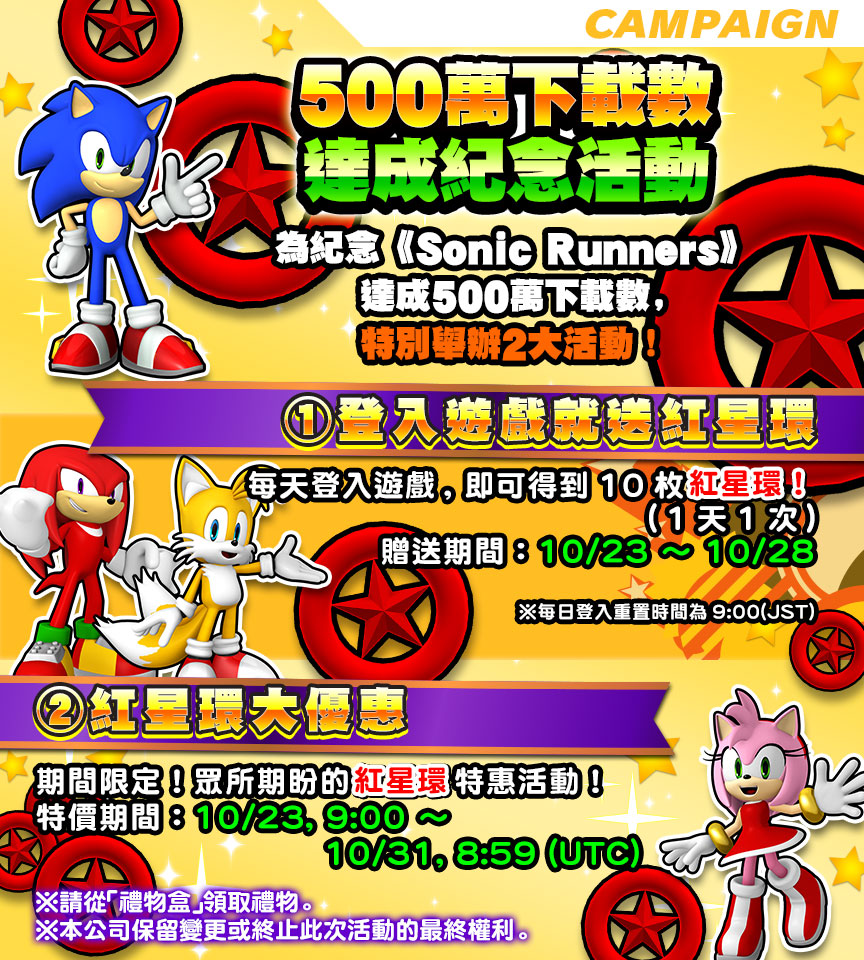 CAMPAIGN
500萬下載數
達成紀念活動
為紀念《Sonic Runners》
達成500萬下載數，
特別舉辦2大活動！
①登入遊戲就送紅星環
每天登入遊戲，即可得到 10 枚紅星環！
(1 天 1 次)
贈送期間：10/23 ～ 10/28
※每日登入重置時間為 9:00(JST)
②紅星環大優惠
期間限定！眾所期盼的紅星環特惠活動！
特價期間：10/23, 9:00 ～
10/31, 8:59 (UTC)
※請從「禮物盒」領取禮物。
※本公司保留變更或終止此次活動的最終權利。